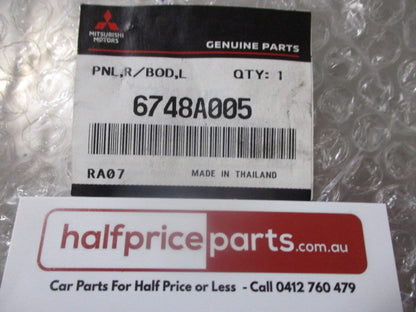 MITSUBISHI
MOTORS
GENUINE PARTS
PNL,R/BOD,L QTY: 1
6748A005
RA07 MADE IN THAILAND
halfpriceparts.com.au
Car Parts For Half Price or Less - Call 0412 760 479